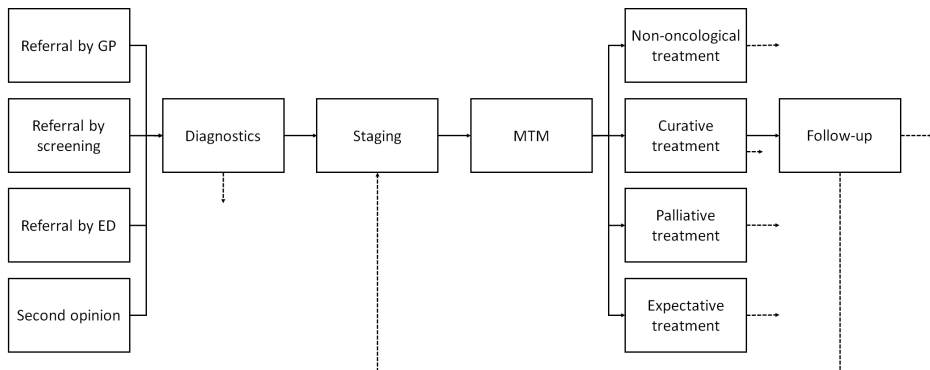 Referral by GP
Referral by
screening
Referral by ED
Second opinion
Diagnostics
Staging
MTM
Non-oncological
treatment
Curative
treatment
Palliative
treatment
Expectative
treatment
Follow-up